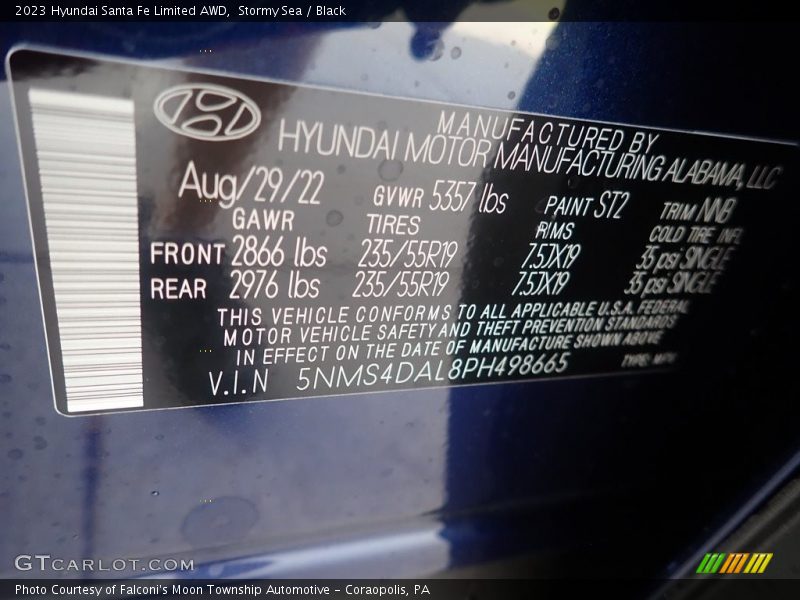 2023 Hyundai Santa Fe Limited AWD, Stormy Sea / Black
MANUFACTURED BY
HYUNDAI MOTOR MANUFACTURING ALABAMA, LLC
Aug/29/22 GVWR 5357 lbs PAINT ST2 TRIM NNB
GAWR TIRES RIMS COLD TIRE INFL
FRONT 2866 lbs 235/55R19 7.5JX19 35 psi SINGLE
REAR 2976 lbs 235/55R19 7.5JX19 35 psi SINGLE
THIS VEHICLE CONFORMS TO ALL APPLICABLE U.S.A. FEDERAL
MOTOR VEHICLE SAFETY AND THEFT PREVENTION STANDARDS
IN EFFECT ON THE DATE OF MANUFACTURE SHOWN ABOVE
V.I.N 5NMS4DAL8PH498665 TYPE:
GTCARLOT.COM
Photo Courtesy of Falconi's Moon Township Automotive - Coraopolis, PA